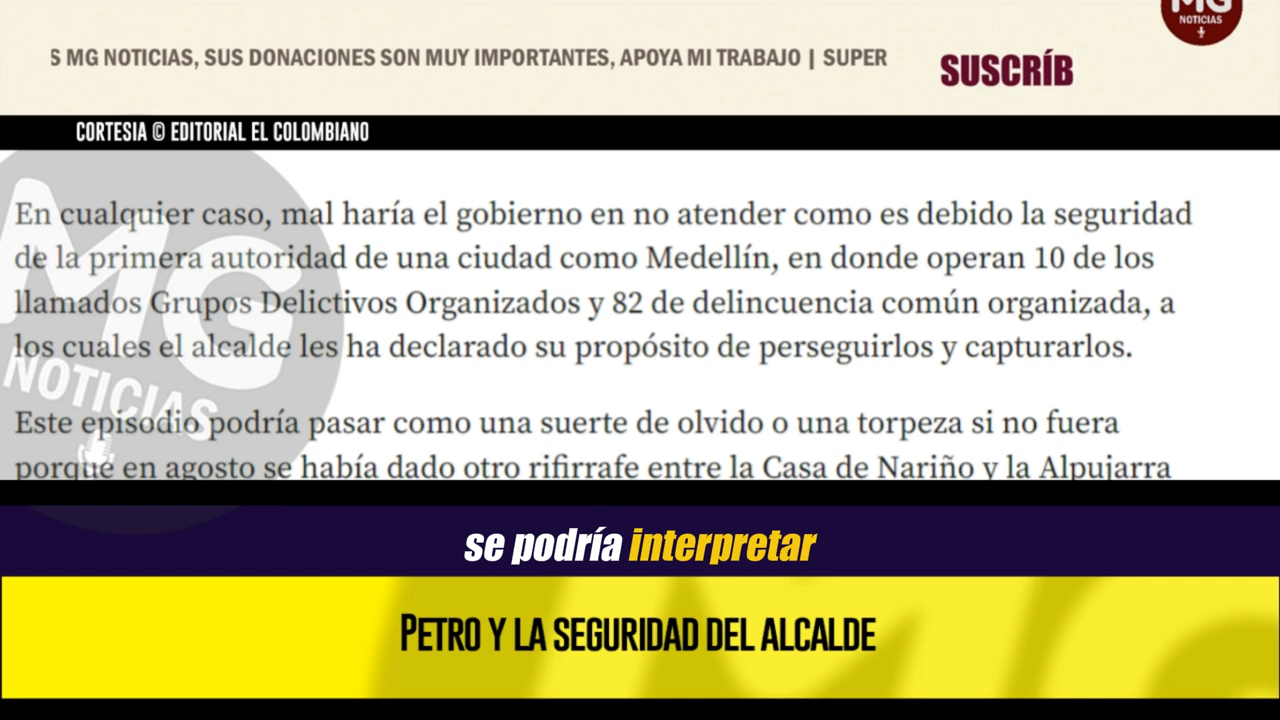 MG
NOTICIAS
S MG NOTICIAS, SUS DONACIONES SON MUY IMPORTANTES, APOYA MI TRABAJO | SUPER
SUSCRÍB
CORTESIA © EDITORIAL EL COLOMBIANO
En cualquier caso, mal haría el gobierno en no atender como es debido la seguridad
de la primera autoridad de una ciudad como Medellín, en donde operan 10 de los
llamados Grupos Delictivos Organizados y 82 de delincuencia común organizada, a
los cuales el alcalde les ha declarado su propósito de perseguirlos y capturarlos.
MG
NOTICIAS
Este episodio podría pasar como una suerte de olvido o una torpeza si no fuera
porque en agosto se había dado otro rifirrafe entre la Casa de Nariño y la Alpujarra
se podría interpretar
PETRO Y LA SEGURIDAD DEL ALCALDE